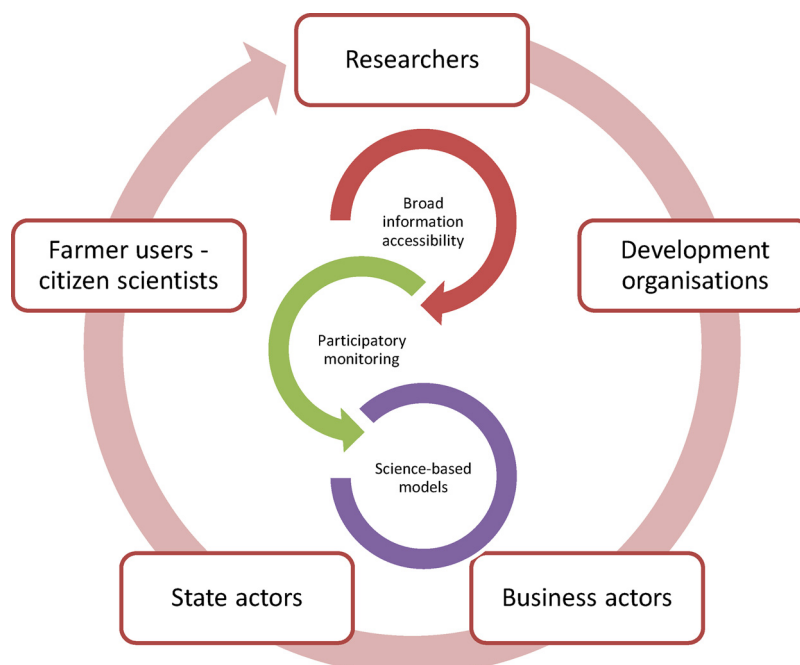 Researchers
Broad
information
accessibility
Farmer users -
citizen scientists
Development
organisations
Participatory
monitoring
Science-based
models
State actors
Business actors